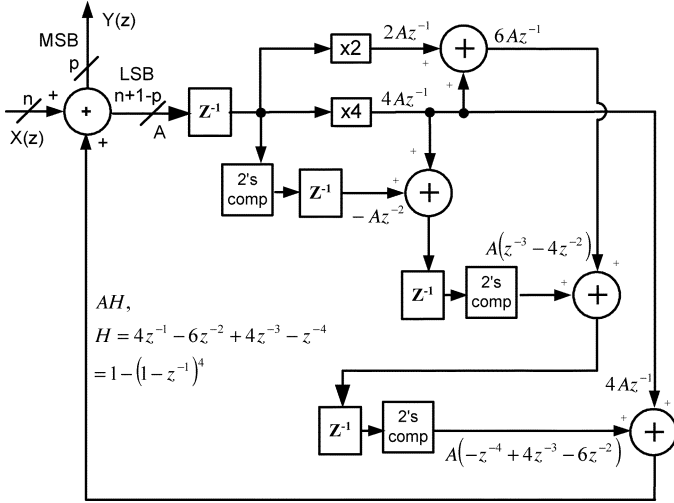 Y(z)
MSB
p
LSB
n+1-p
n
+
+
X(z)
+
A
Z⁻¹
x2
2Az⁻¹
+
+
6Az⁻¹
x4
4Az⁻¹
+
2's
comp
Z⁻¹
+
+
+
− Az⁻²
A(z⁻³ − 4z⁻²)
+
Z⁻¹
2's
comp
+
+
AH,
H = 4z⁻¹ − 6z⁻² + 4z⁻³ − z⁻⁴
= 1 − (1 − z⁻¹)⁴
4Az⁻¹
+
Z⁻¹
2's
comp
+
+
A(−z⁻⁴ + 4z⁻³ − 6z⁻²)